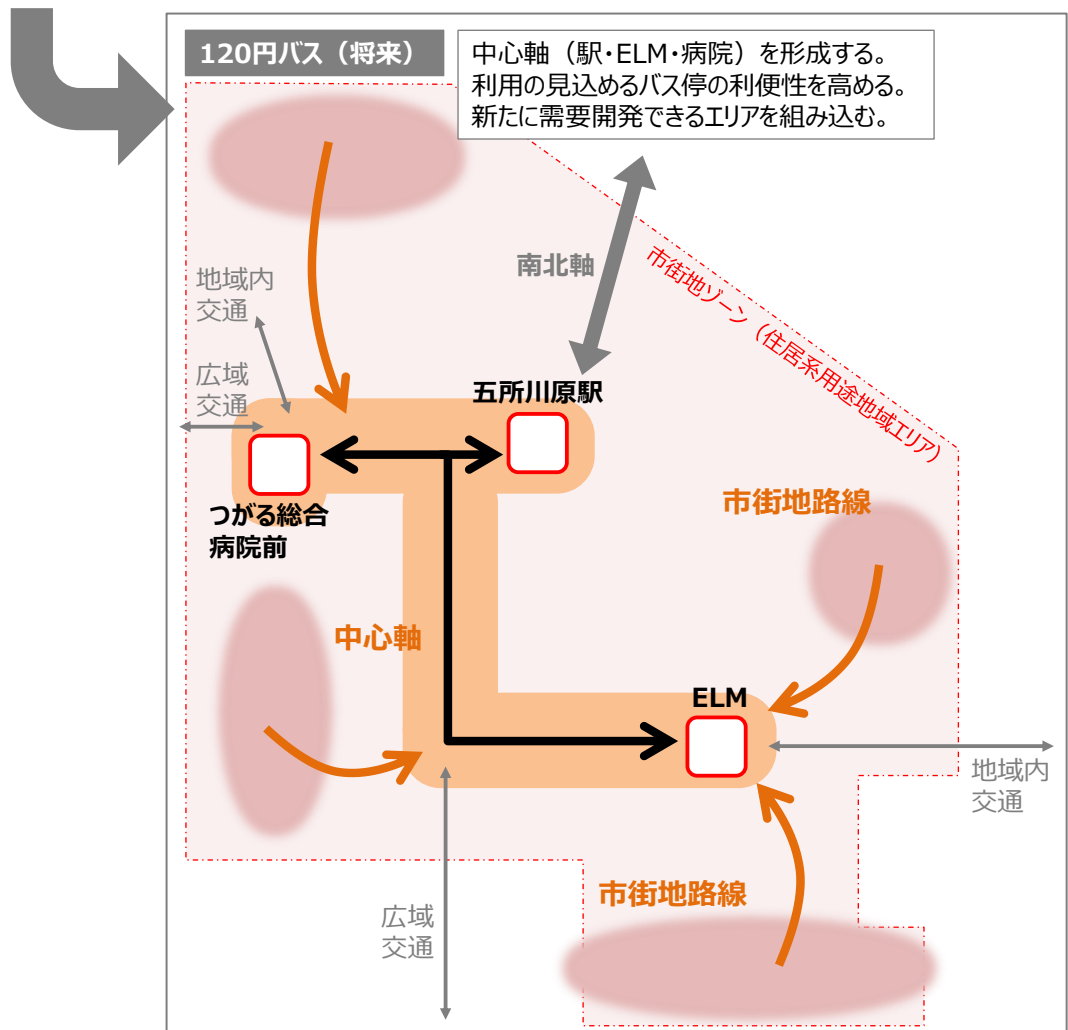 120円バス（将来）
中心軸（駅・ELM・病院）を形成する。
利用の見込めるバス停の利便性を高める。
新たに需要開発できるエリアを組み込む。
南北軸
市街地ゾーン（住居系用途地域エリア）
地域内
交通
広域
交通
五所川原駅
つがる総合
病院前
市街地路線
中心軸
ELM
地域内
交通
市街地路線
広域
交通